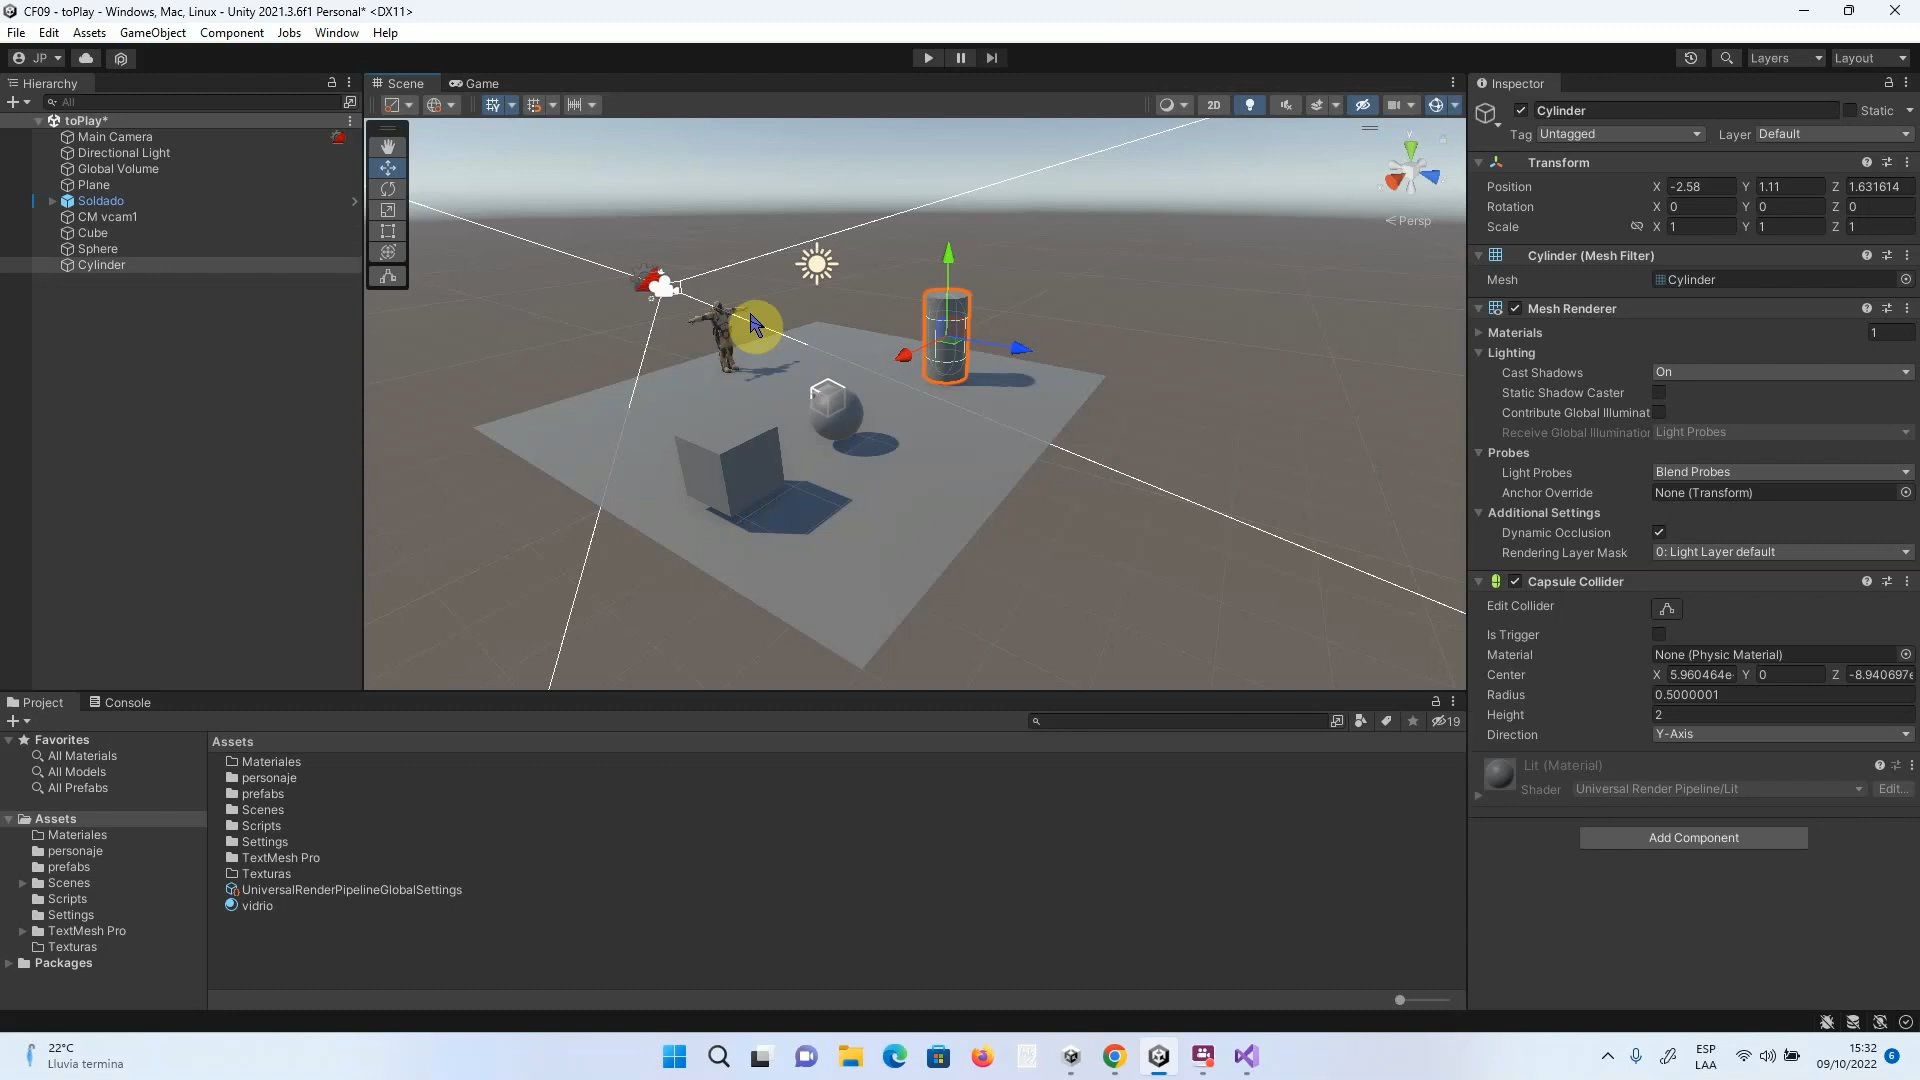 CF09 - toPlay - Windows, Mac, Linux - Unity 2021.3.6f1 Personal* <DX11>
File Edit Assets GameObject Component Jobs Window Help
JP Layers Layout
Hierarchy
All
toPlay*
Main Camera
Directional Light
Global Volume
Plane
Soldado
CM vcam1
Cube
Sphere
Cylinder
Scene Game
2D
Persp
Inspector
Cylinder Static
Tag Untagged Layer Default
Transform
Position X -2.58 Y 1.11 Z 1.631614
Rotation X 0 Y 0 Z 0
Scale X 1 Y 1 Z 1
Cylinder (Mesh Filter)
Mesh Cylinder
Mesh Renderer
Materials 1
Lighting
Cast Shadows On
Static Shadow Caster
Contribute Global Illuminat
Receive Global Illumination Light Probes
Probes
Light Probes Blend Probes
Anchor Override None (Transform)
Additional Settings
Dynamic Occlusion
Rendering Layer Mask 0: Light Layer default
Capsule Collider
Edit Collider
Is Trigger
Material None (Physic Material)
Center X 5.960464e- Y 0 Z -8.940697e
Radius 0.5000001
Height 2
Direction Y-Axis
Lit (Material)
Shader Universal Render Pipeline/Lit Edit...
Add Component
Project Console
19
Favorites
All Materials
All Models
All Prefabs
Assets
Materiales
personaje
prefabs
Scenes
Scripts
Settings
TextMesh Pro
Texturas
Packages
Assets
Materiales
personaje
prefabs
Scenes
Scripts
Settings
TextMesh Pro
Texturas
UniversalRenderPipelineGlobalSettings
vidrio
22°C
Lluvia termina
ESP
LAA
15:32
09/10/2022
6